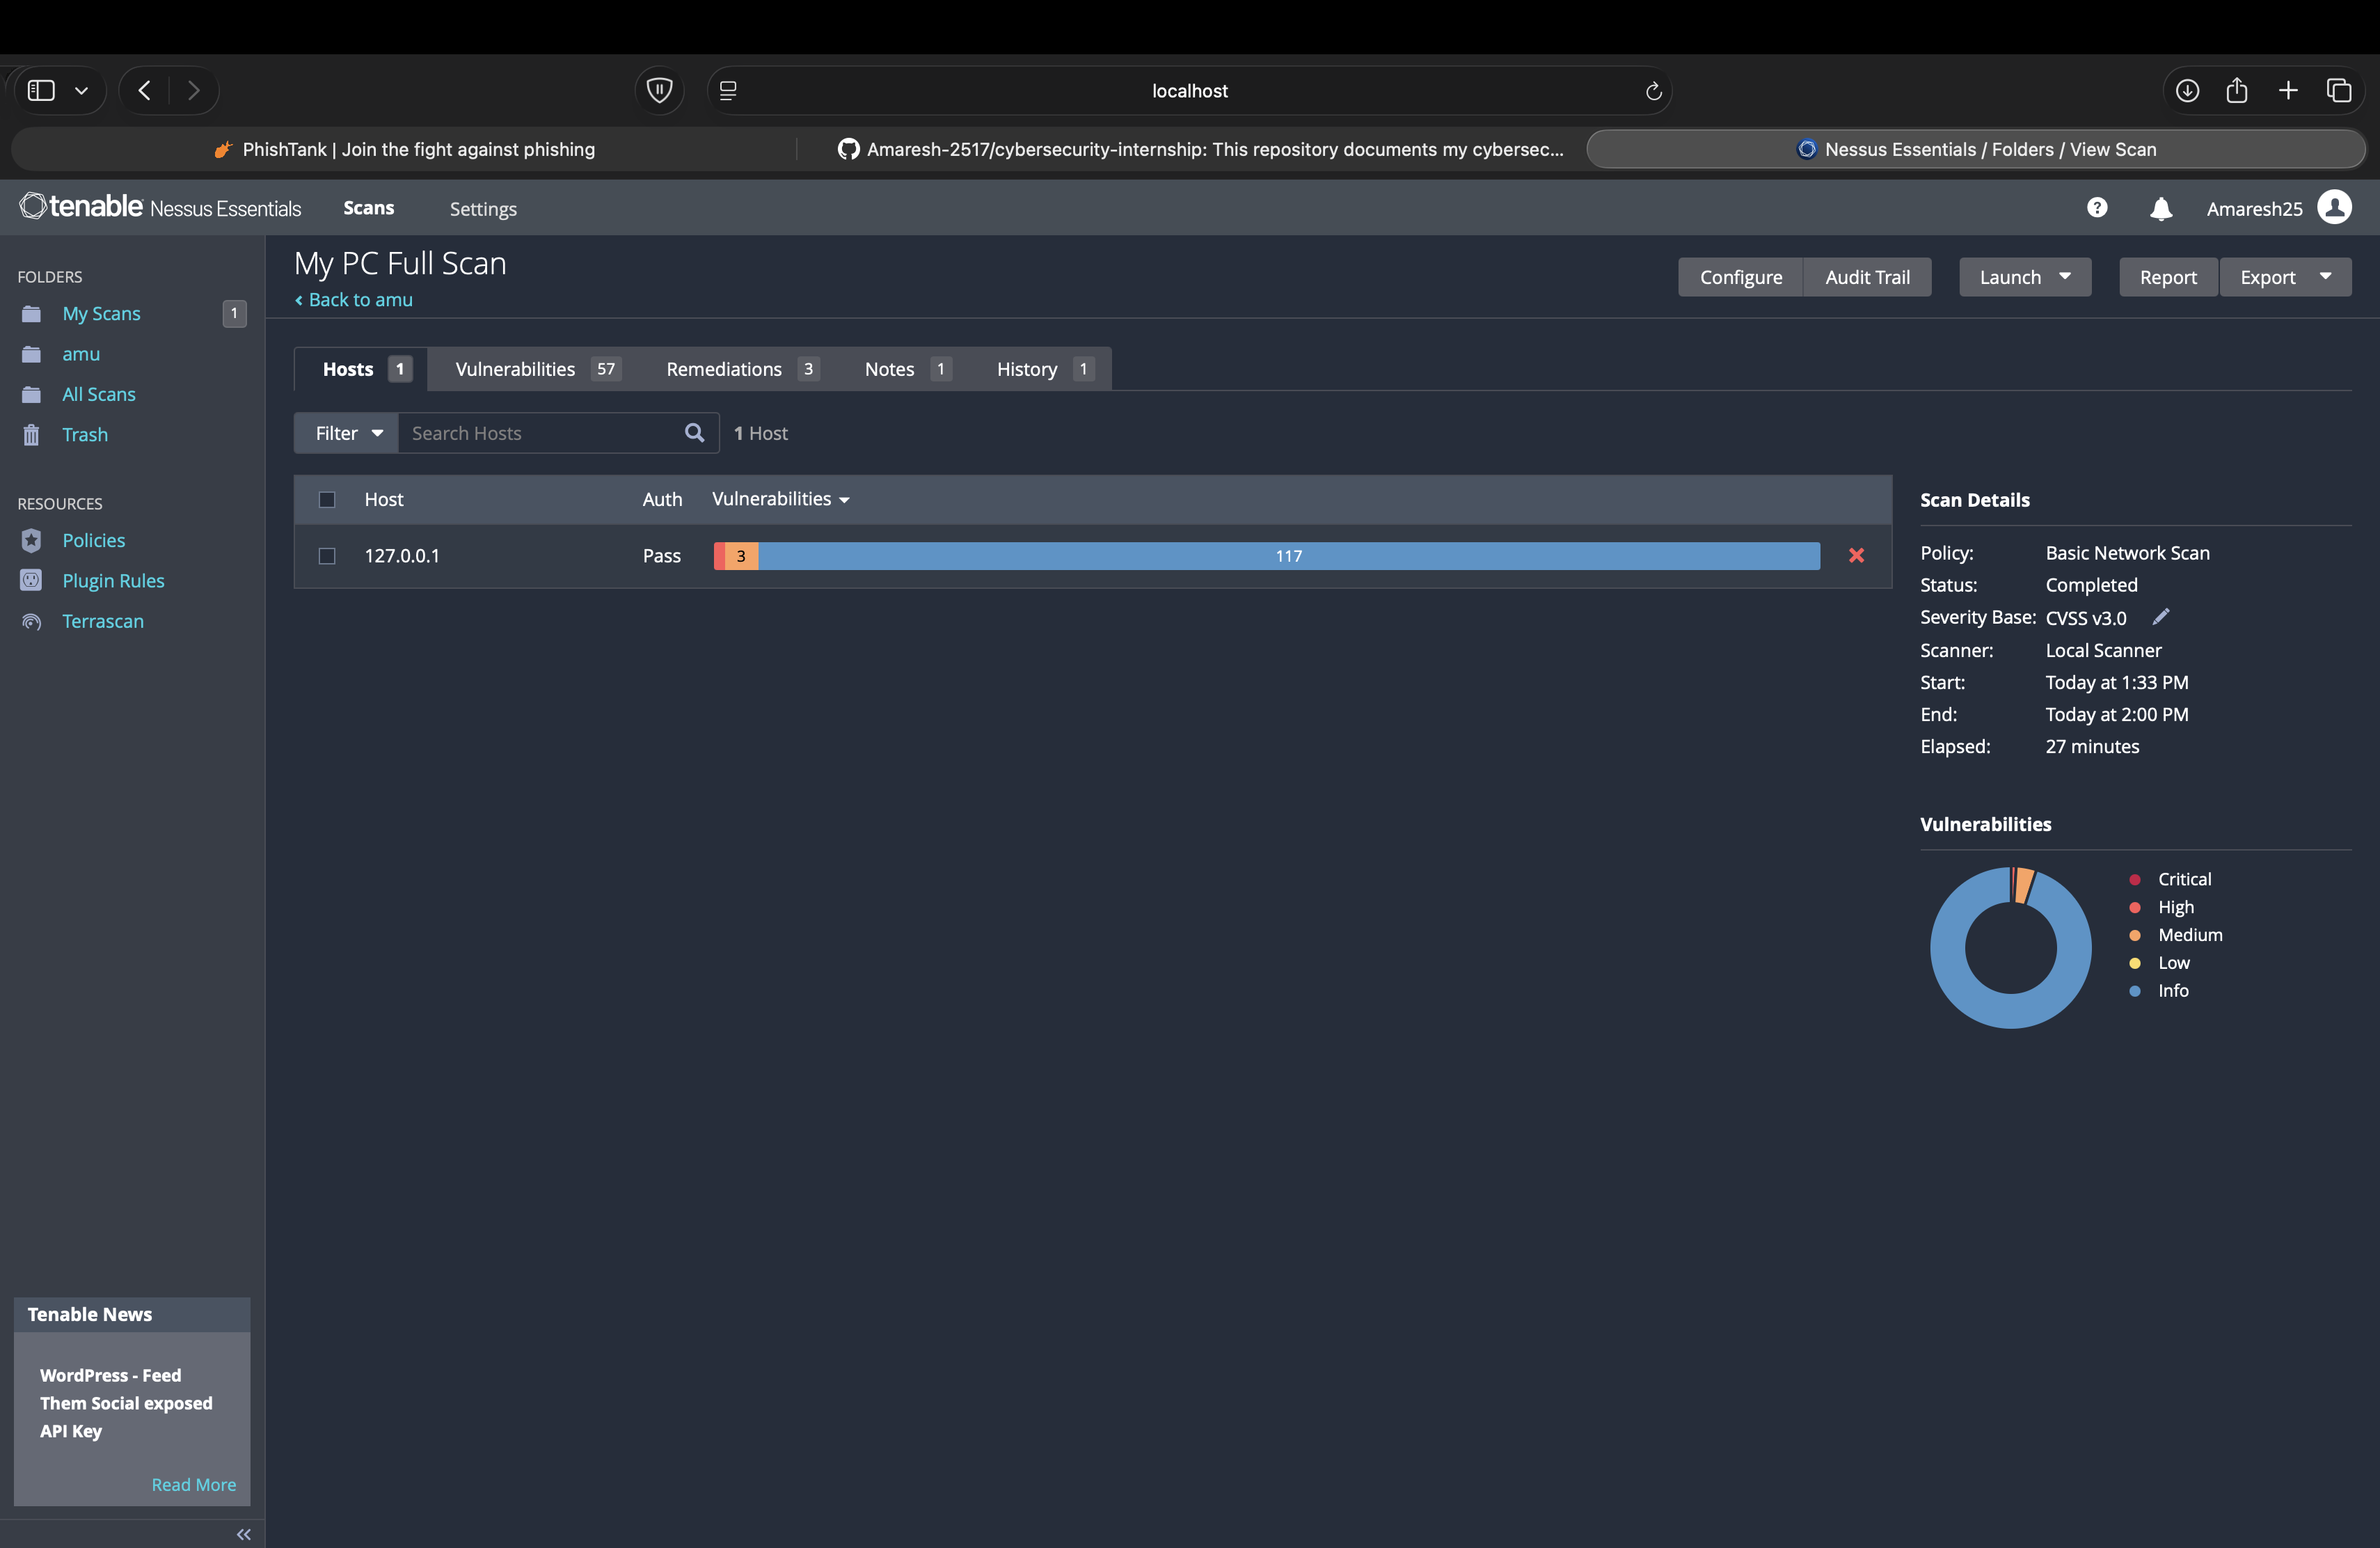 localhost
PhishTank | Join the fight against phishing
Amaresh-2517/cybersecurity-internship: This repository documents my cybersec...
Nessus Essentials / Folders / View Scan
tenable Nessus Essentials
Scans
Settings
?
Amaresh25
FOLDERS
My Scans
1
amu
All Scans
Trash
RESOURCES
Policies
Plugin Rules
Terrascan
Tenable News
WordPress - Feed
Them Social exposed
API Key
Read More
My PC Full Scan
‹ Back to amu
Configure
Audit Trail
Launch
Report
Export
Hosts 1
Vulnerabilities 57
Remediations 3
Notes 1
History 1
Filter
Search Hosts
1 Host
Host Auth Vulnerabilities
127.0.0.1 Pass 3 117
Scan Details
Policy: Basic Network Scan
Status: Completed
Severity Base: CVSS v3.0
Scanner: Local Scanner
Start: Today at 1:33 PM
End: Today at 2:00 PM
Elapsed: 27 minutes
Vulnerabilities
Critical
High
Medium
Low
Info